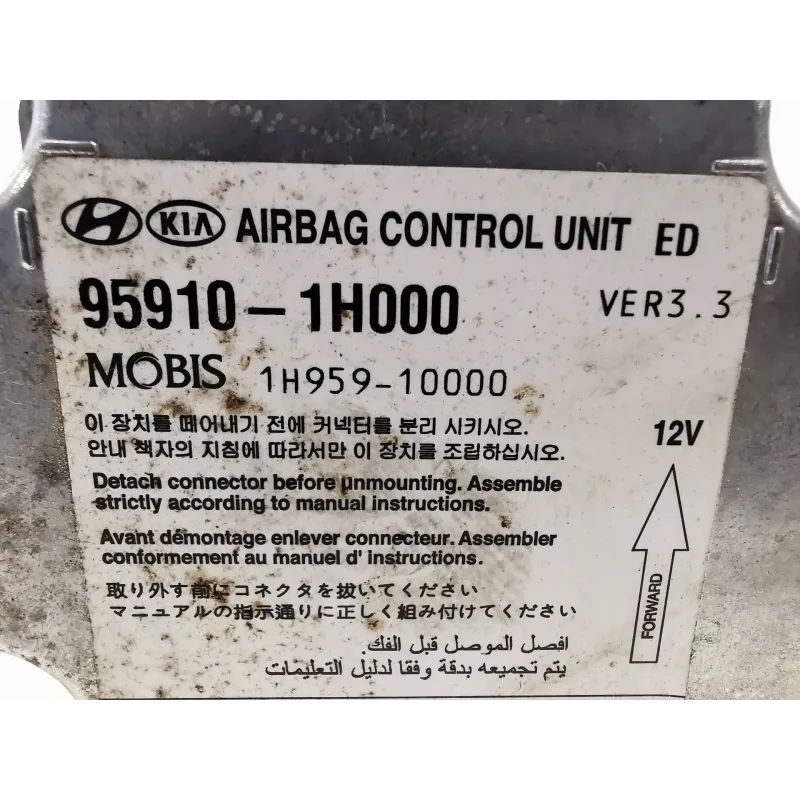 H KIA AIRBAG CONTROL UNIT ED
95910-1H000 VER3.3
MOBIS 1H959-10000
이 장치를 떼어내기 전에 커넥터를 분리 시키시오.
안내 책자의 지침에 따라서만 이 장치를 조립하십시오.
12V
Detach connector before unmounting. Assemble
strictly according to manual instructions.
Avant démontage enlever connecteur. Assembler
conformement au manuel d' instructions.
FORWARD
取り外す前にコネクタを抜いてください
マニュアルの指示通りに正しく組み付けてください
افصل الموصل قبل الفك.
يتم تجميعه بدقة وفقا لدليل التعليمات